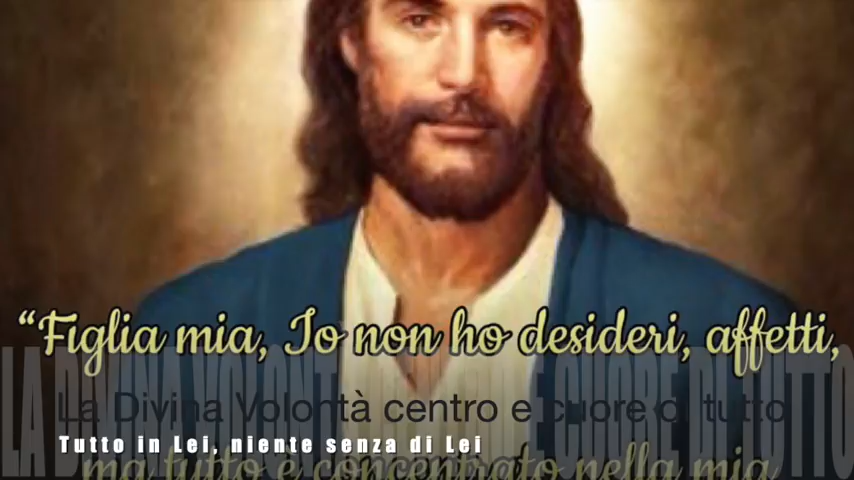 “Figlia mia, Io non ho desideri, affetti,
LA DIVINA VOLONTÀ CENTRO E CUORE DI TUTTO
La Divina Volontà centro e cuore di tutto
Tutto in Lei, niente senza di Lei
ma tutto è concentrato nella mia